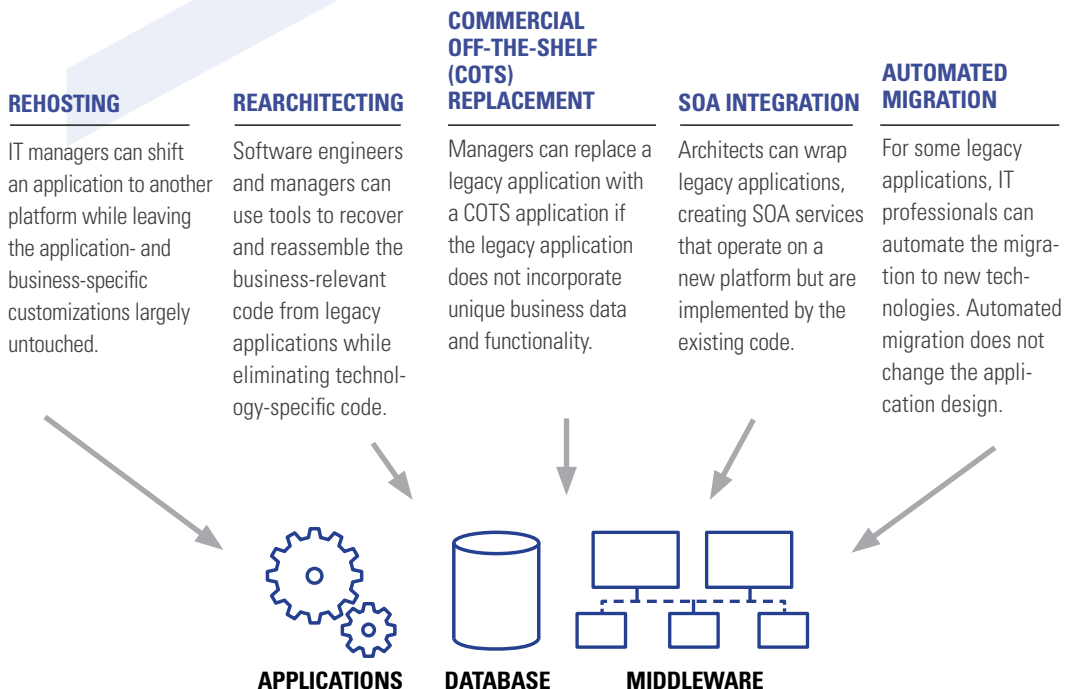 REHOSTING
IT managers can shift
an application to another
platform while leaving
the application- and
business-specific
customizations largely
untouched.
REARCHITECTING
Software engineers
and managers can
use tools to recover
and reassemble the
business-relevant
code from legacy
applications while
eliminating technol-
ogy-specific code.
COMMERCIAL
OFF-THE-SHELF
(COTS)
REPLACEMENT
Managers can replace a
legacy application with
a COTS application if
the legacy application
does not incorporate
unique business data
and functionality.
SOA INTEGRATION
Architects can wrap
legacy applications,
creating SOA services
that operate on a
new platform but are
implemented by the
existing code.
AUTOMATED
MIGRATION
For some legacy
applications, IT
professionals can
automate the migra-
tion to new tech-
nologies. Automated
migration does not
change the appli-
cation design.
APPLICATIONS
DATABASE
MIDDLEWARE